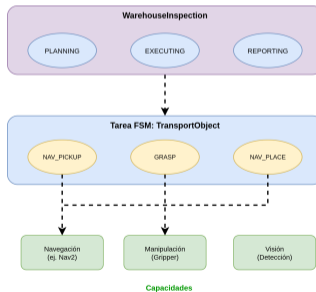 WarehouseInspection
PLANNING
EXECUTING
REPORTING
Tarea FSM: TransportObject
NAV_PICKUP
GRASP
NAV_PLACE
Navegación
(ej. Nav2)
Manipulación
(Gripper)
Visión
(Detección)
Capacidades